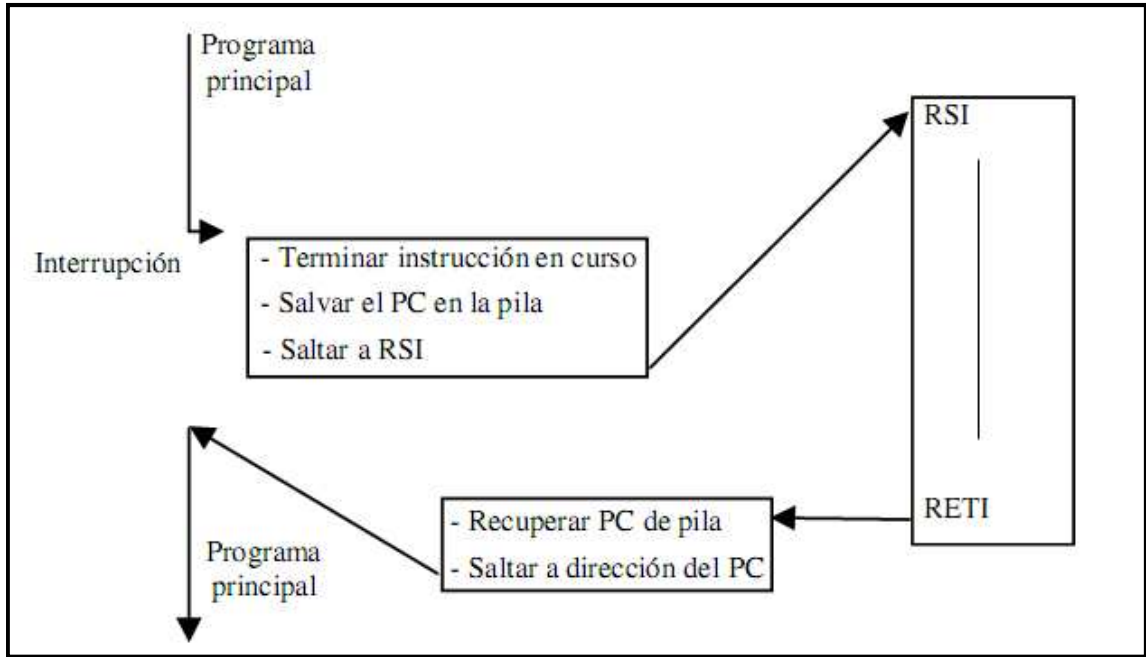 Programa
principal
Interrupción
- Terminar instrucción en curso
- Salvar el PC en la pila
- Saltar a RSI
RSI
RETI
- Recuperar PC de pila
- Saltar a dirección del PC
Programa
principal